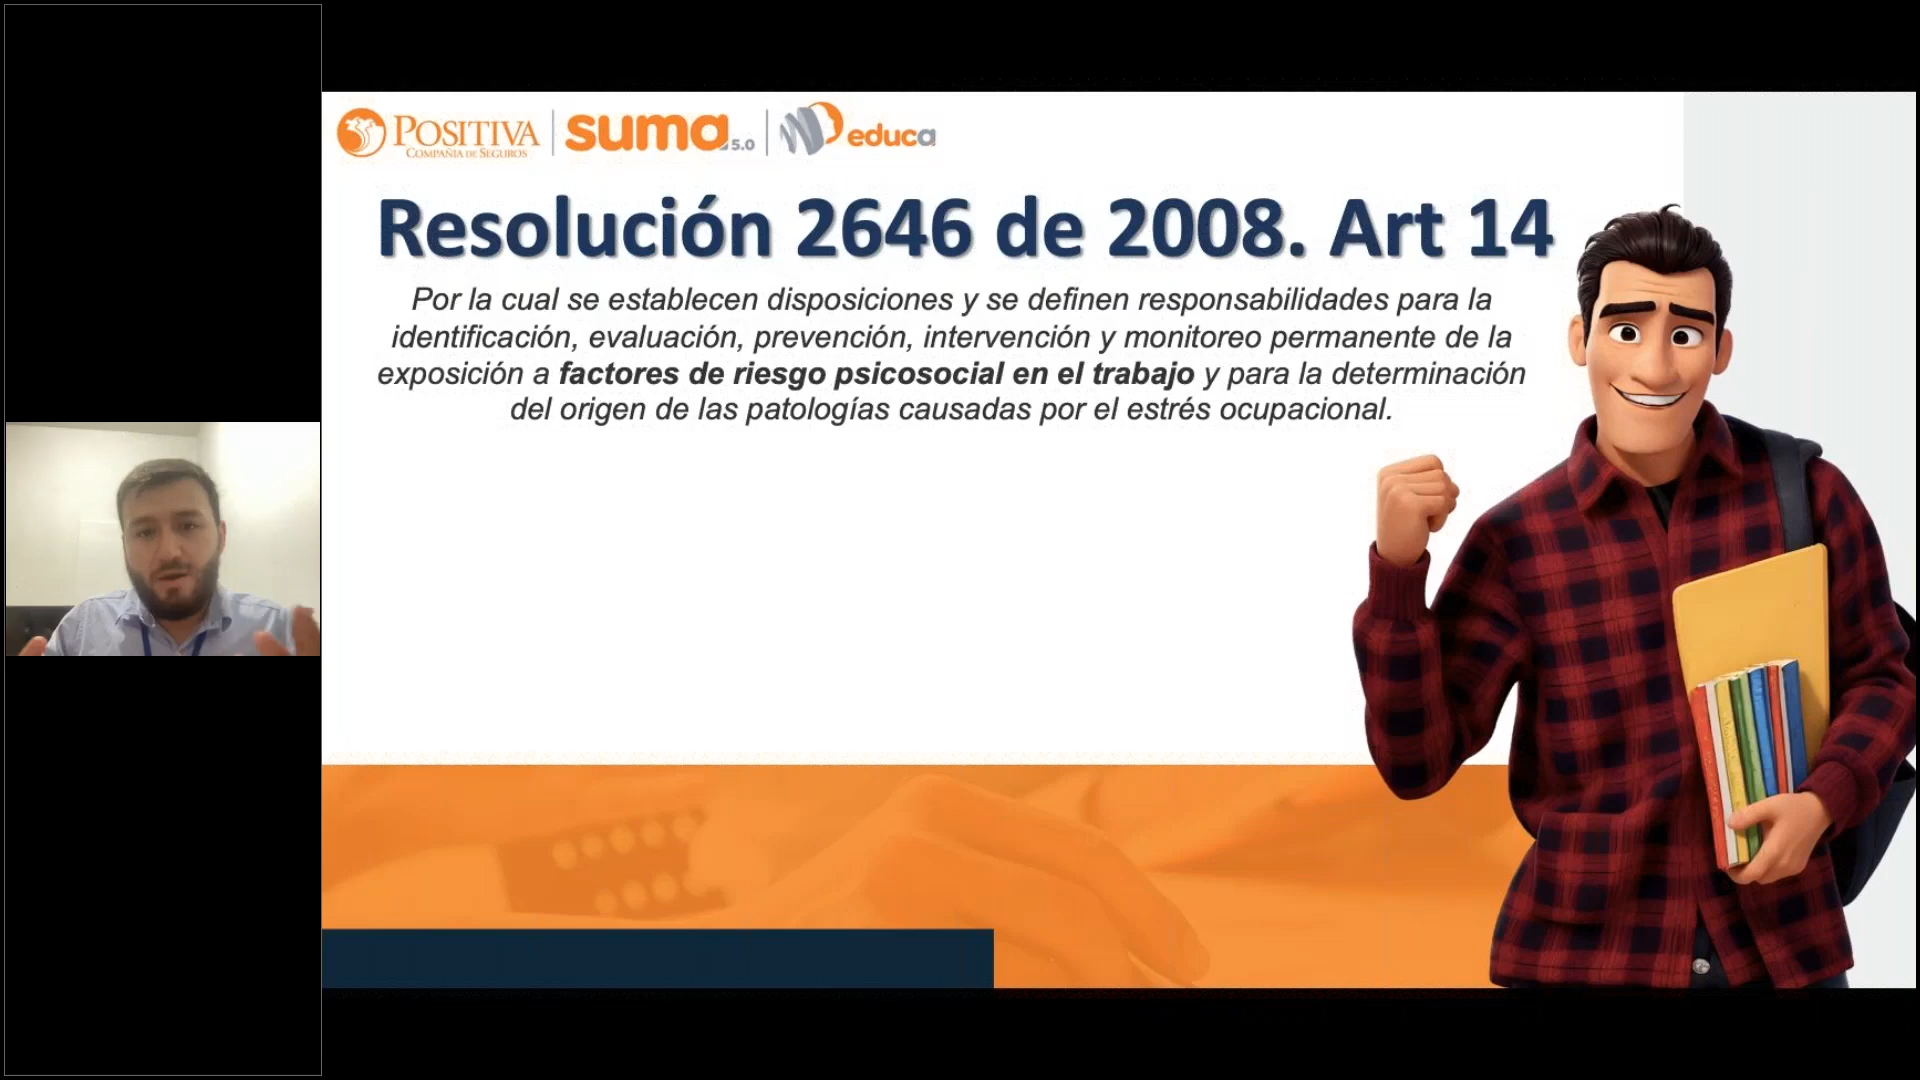 POSITIVA
COMPAÑÍA DE SEGUROS
suma 5.0
educa
Resolución 2646 de 2008. Art 14
Por la cual se establecen disposiciones y se definen responsabilidades para la
identificación, evaluación, prevención, intervención y monitoreo permanente de la
exposición a factores de riesgo psicosocial en el trabajo y para la determinación
del origen de las patologías causadas por el estrés ocupacional.